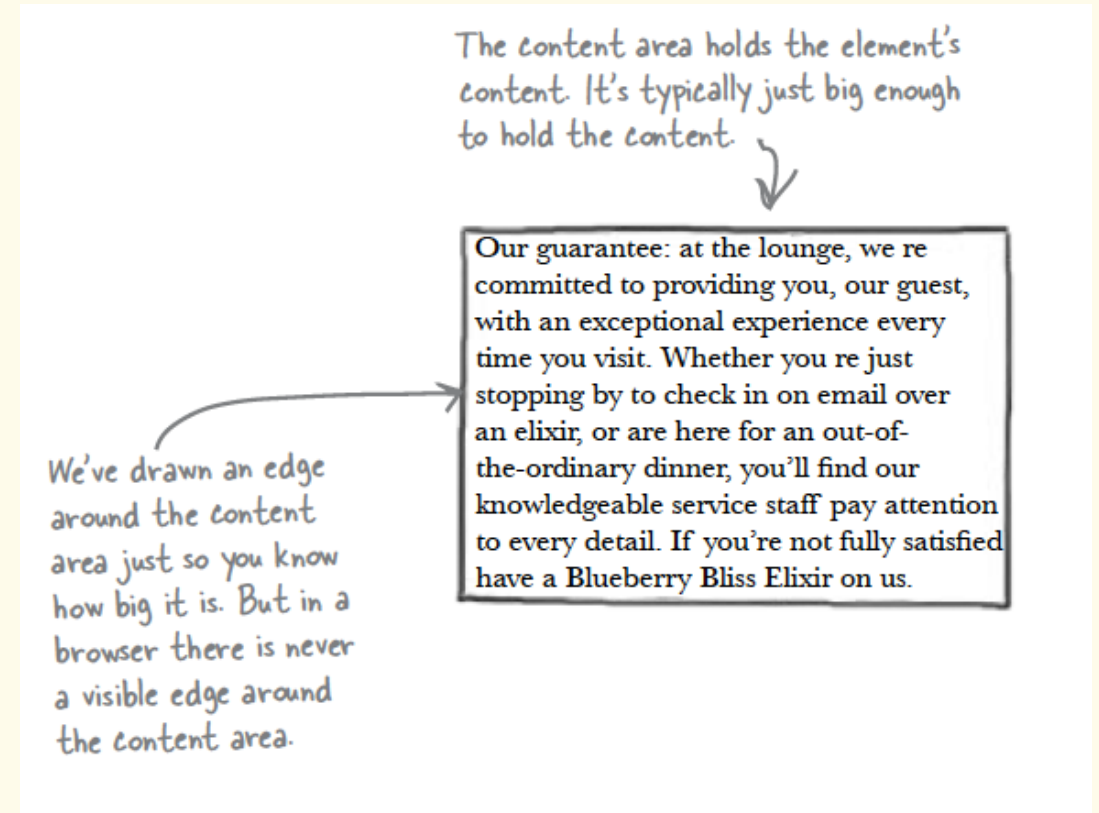 The content area holds the element's
content. It's typically just big enough
to hold the content.
Our guarantee: at the lounge, we re
committed to providing you, our guest,
with an exceptional experience every
time you visit. Whether you re just
stopping by to check in on email over
an elixir, or are here for an out-of-
the-ordinary dinner, you'll find our
knowledgeable service staff pay attention
to every detail. If you're not fully satisfied
have a Blueberry Bliss Elixir on us.
We've drawn an edge
around the content
area just so you know
how big it is. But in a
browser there is never
a visible edge around
the content area.